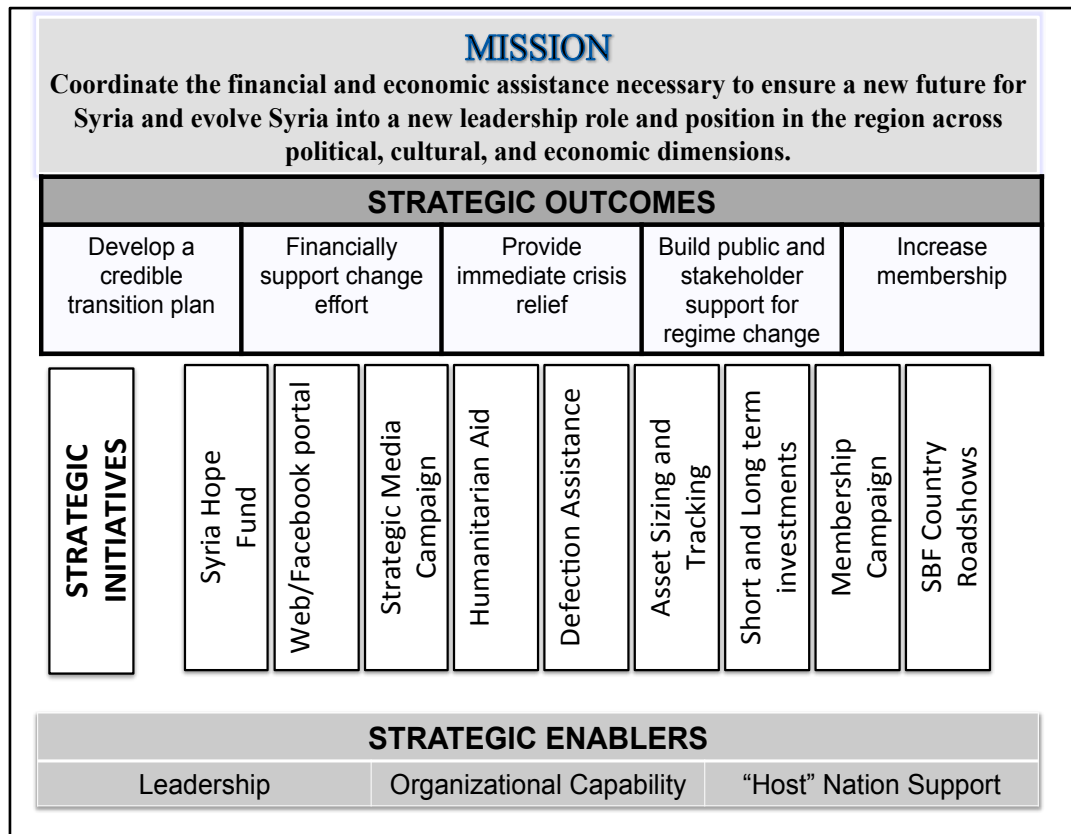 MISSION
Coordinate the financial and economic assistance necessary to ensure a new future for
Syria and evolve Syria into a new leadership role and position in the region across
political, cultural, and economic dimensions.
STRATEGIC OUTCOMES
Develop a
credible
transition plan
Financially
support change
effort
Provide
immediate crisis
relief
Build public and
stakeholder
support for
regime change
Increase
membership
STRATEGIC
INITIATIVES
Syria Hope
Fund
Web/Facebook portal
Strategic Media
Campaign
Humanitarian Aid
Defection Assistance
Asset Sizing and
Tracking
Short and Long term
investments
Membership
Campaign
SBF Country
Roadshows
STRATEGIC ENABLERS
Leadership
Organizational Capability
“Host” Nation Support